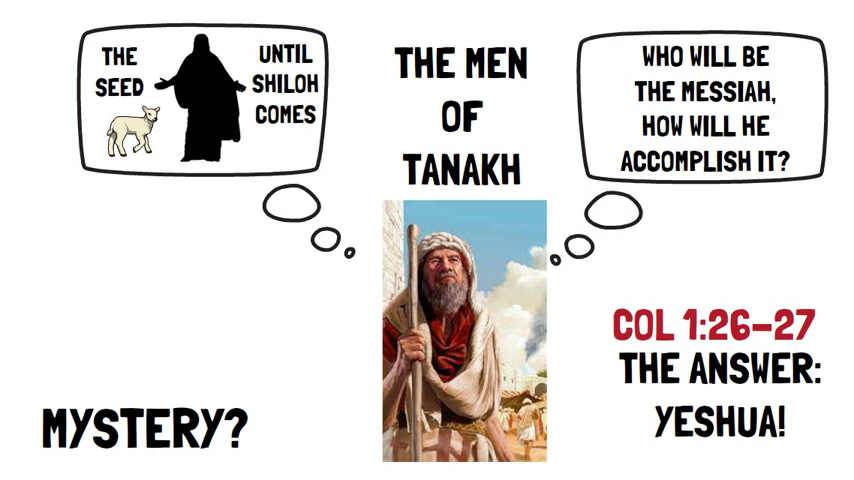 THE
SEED
UNTIL
SHILOH
COMES
THE MEN
OF
TANAKH
WHO WILL BE
THE MESSIAH,
HOW WILL HE
ACCOMPLISH IT?
COL 1:26-27
THE ANSWER:
YESHUA!
MYSTERY?